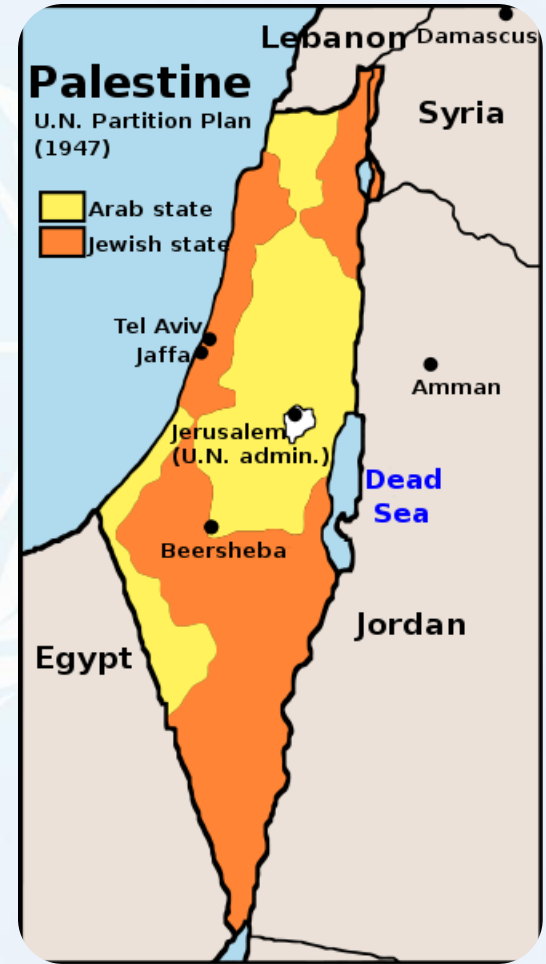 Lebanon
Damascus
Palestine
U.N. Partition Plan
(1947)
Syria
Arab state
Jewish state
Tel Aviv
Jaffa
Amman
Jerusalem
(U.N. admin.)
Dead
Sea
Beersheba
Jordan
Egypt